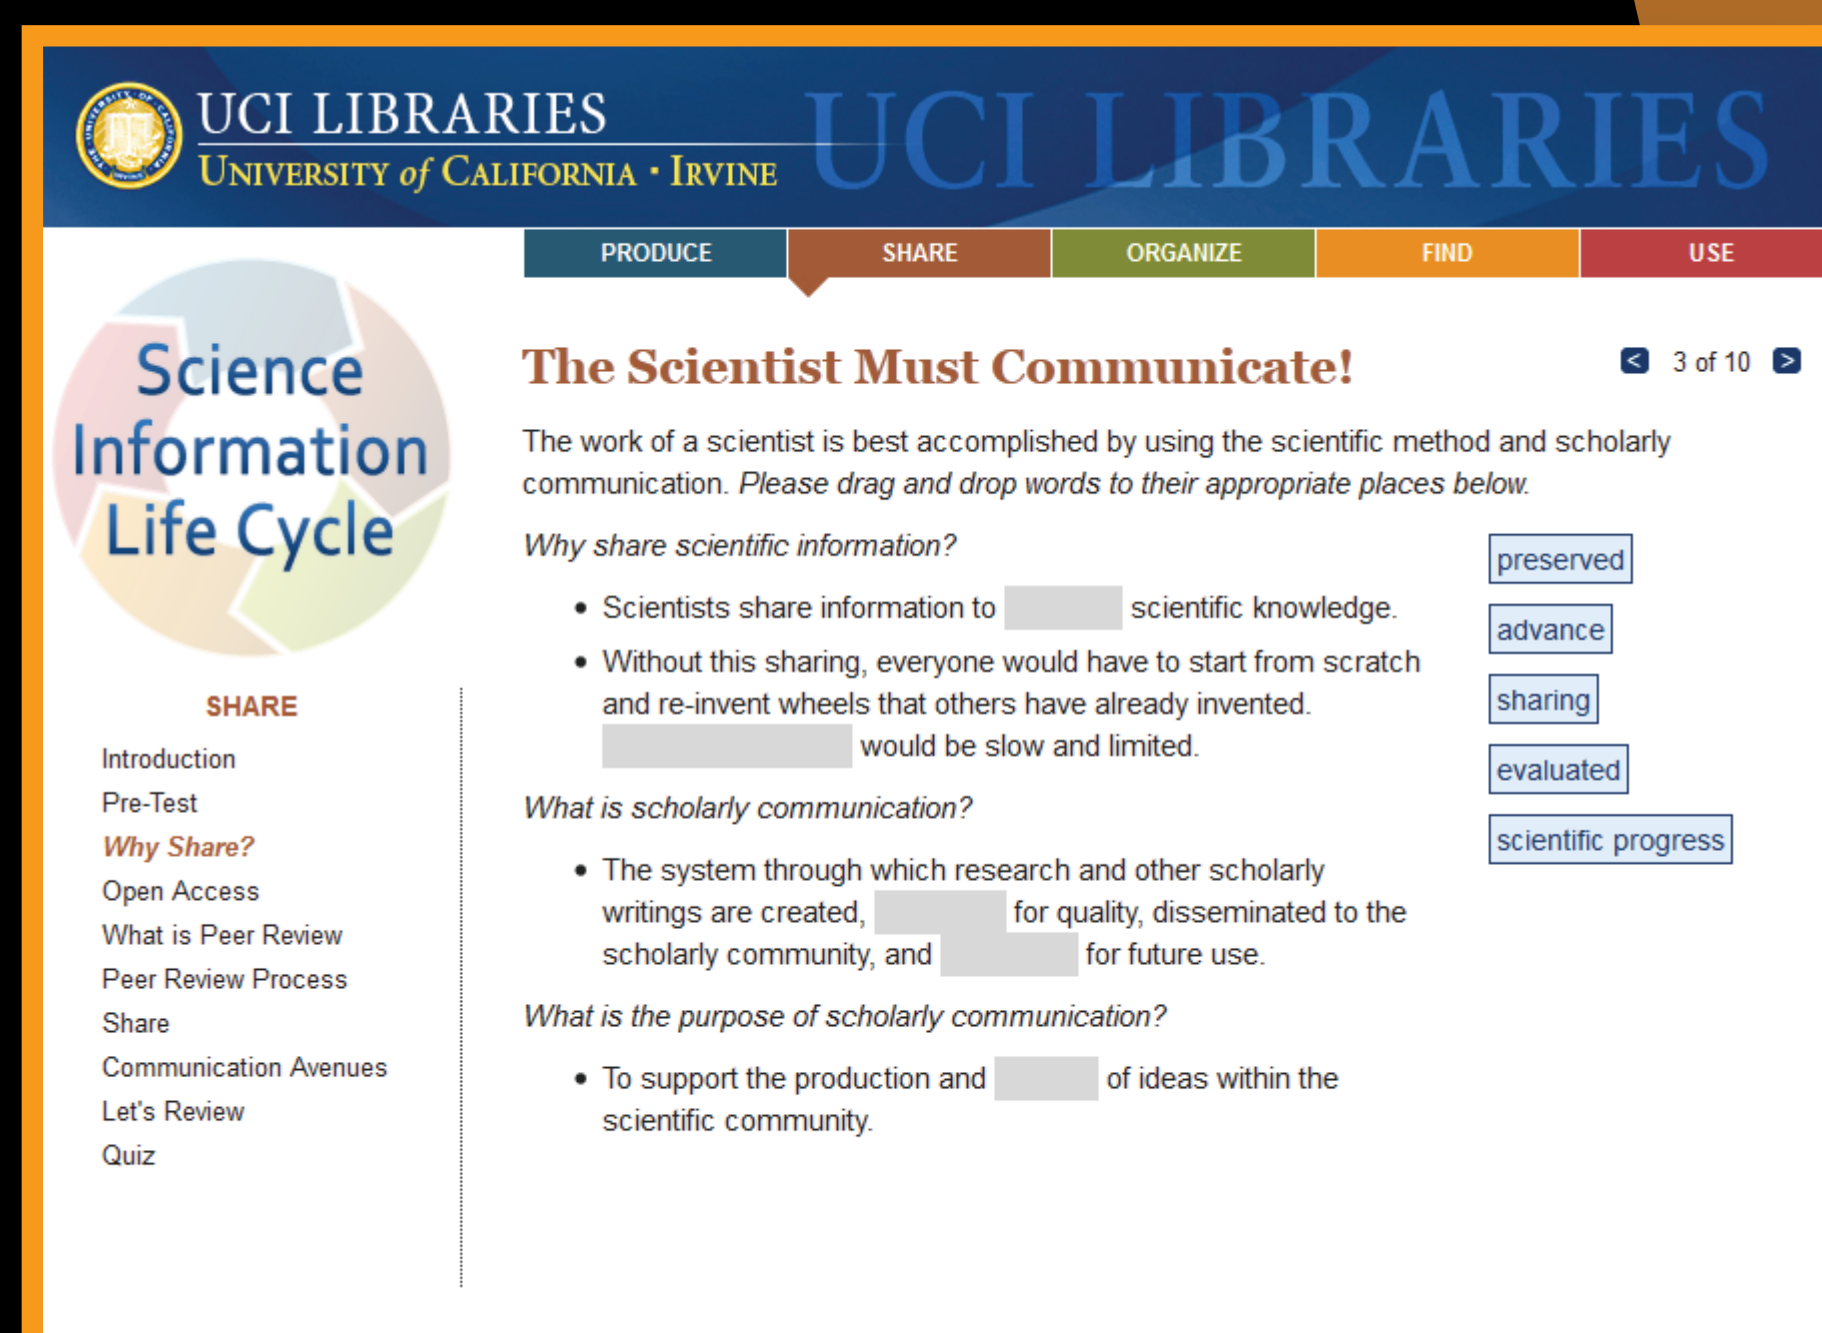 UCI LIBRARIES
UNIVERSITY of CALIFORNIA · IRVINE
UCI LIBRARIES
PRODUCE
SHARE
ORGANIZE
FIND
USE
Science
Information
Life Cycle
SHARE
Introduction
Pre-Test
Why Share?
Open Access
What is Peer Review
Peer Review Process
Share
Communication Avenues
Let's Review
Quiz
The Scientist Must Communicate!
< 3 of 10 >
The work of a scientist is best accomplished by using the scientific method and scholarly
communication. Please drag and drop words to their appropriate places below.
Why share scientific information?
• Scientists share information to scientific knowledge.
• Without this sharing, everyone would have to start from scratch
and re-invent wheels that others have already invented.
would be slow and limited.
What is scholarly communication?
• The system through which research and other scholarly
writings are created, for quality, disseminated to the
scholarly community, and for future use.
What is the purpose of scholarly communication?
• To support the production and of ideas within the
scientific community.
preserved
advance
sharing
evaluated
scientific progress